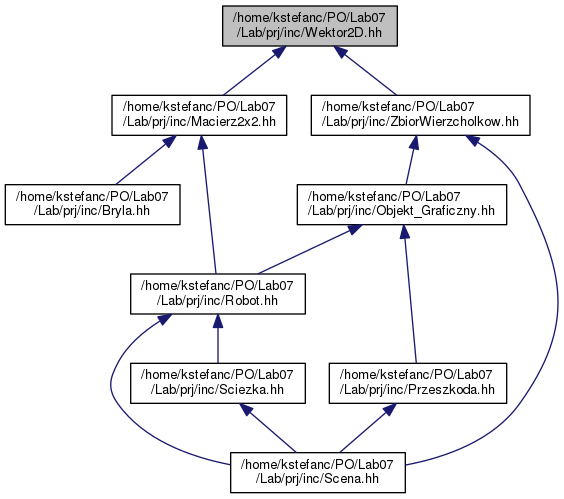 /home/kstefanc/PO/Lab07
/Lab/prj/inc/Wektor2D.hh
/home/kstefanc/PO/Lab07
/Lab/prj/inc/Macierz2x2.hh
/home/kstefanc/PO/Lab07
/Lab/prj/inc/ZbiorWierzcholkow.hh
/home/kstefanc/PO/Lab07
/Lab/prj/inc/Bryla.hh
/home/kstefanc/PO/Lab07
/Lab/prj/inc/Objekt_Graficzny.hh
/home/kstefanc/PO/Lab07
/Lab/prj/inc/Robot.hh
/home/kstefanc/PO/Lab07
/Lab/prj/inc/Sciezka.hh
/home/kstefanc/PO/Lab07
/Lab/prj/inc/Przeszkoda.hh
/home/kstefanc/PO/Lab07
/Lab/prj/inc/Scena.hh